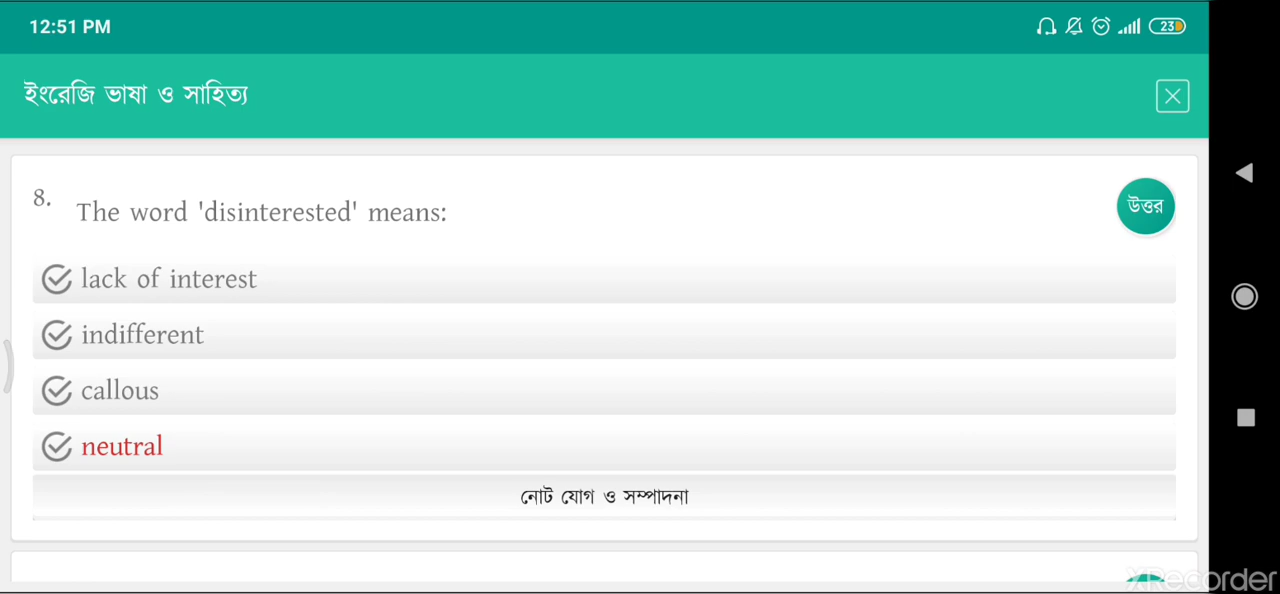 12:51 PM
23
ইংরেজি ভাষা ও সাহিত্য
8. The word 'disinterested' means:
উত্তর
lack of interest
indifferent
callous
neutral
নোট যোগ ও সম্পাদনা
XRecorder